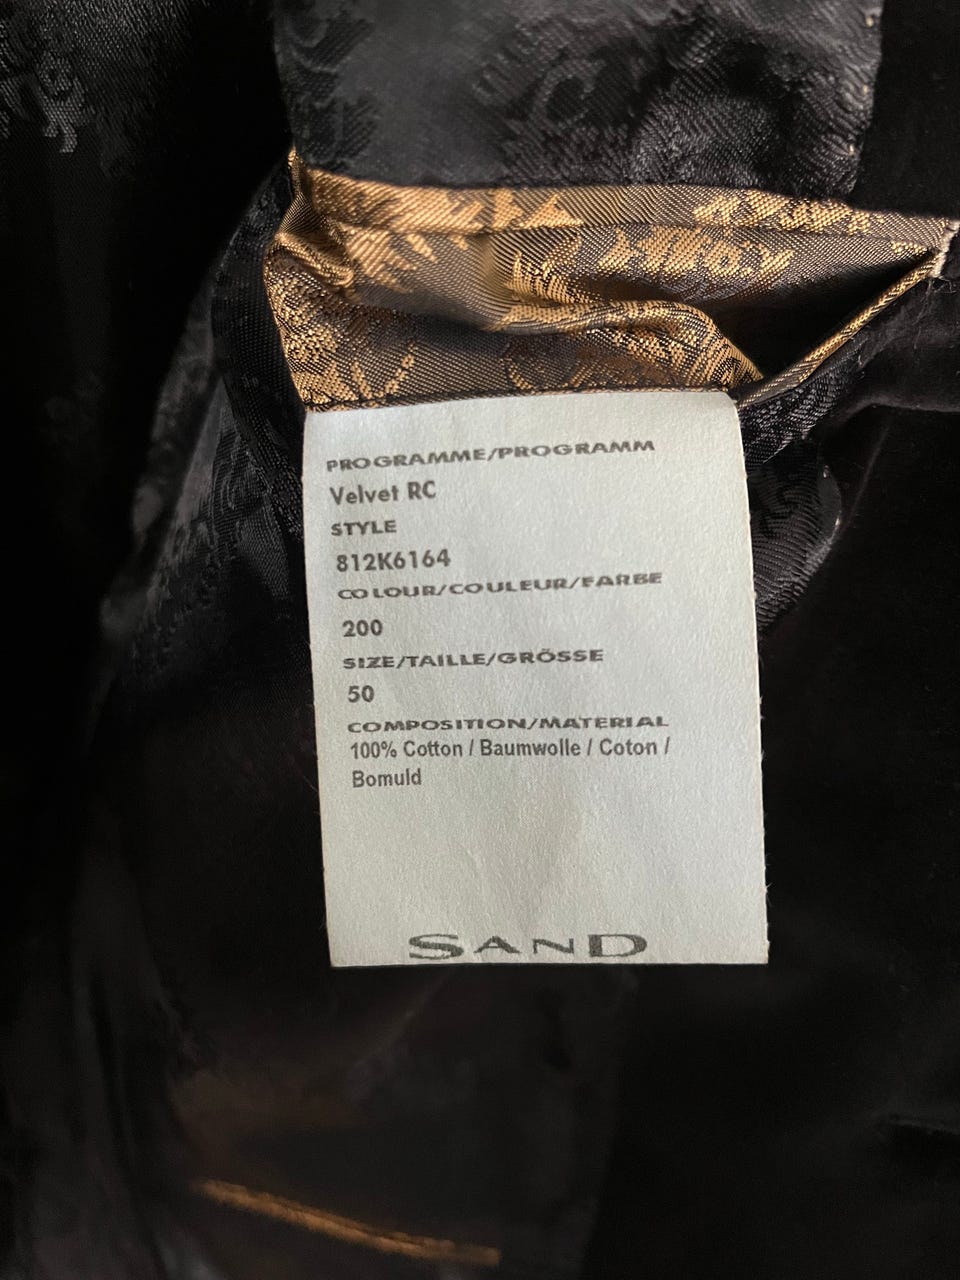 PROGRAMME/PROGRAMM
Velvet RC
STYLE
812K6164
COLOUR/COULEUR/FARBE
200
SIZE/TAILLE/GRÖSSE
50
COMPOSITION/MATERIAL
100% Cotton / Baumwolle / Coton /
Bomuld
SAND